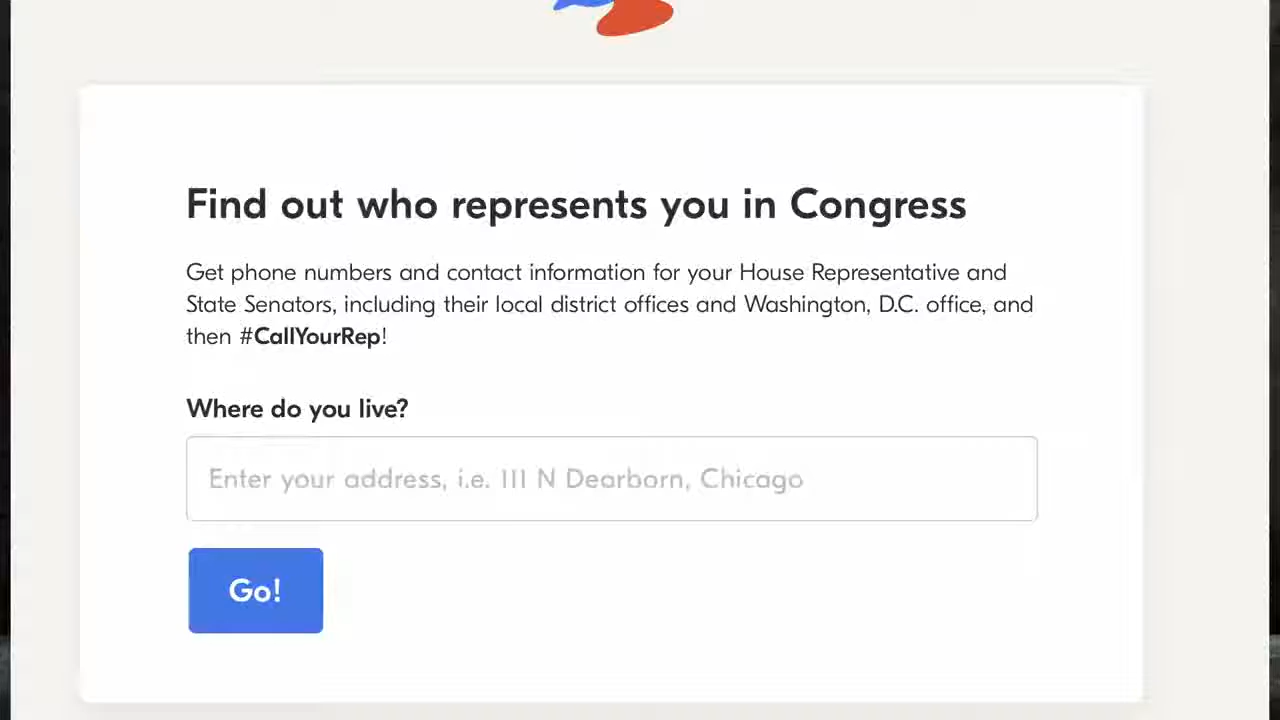 Find out who represents you in Congress
Get phone numbers and contact information for your House Representative and
State Senators, including their local district offices and Washington, D.C. office, and
then #CallYourRep!
Where do you live?
Enter your address, i.e. 111 N Dearborn, Chicago
Go!